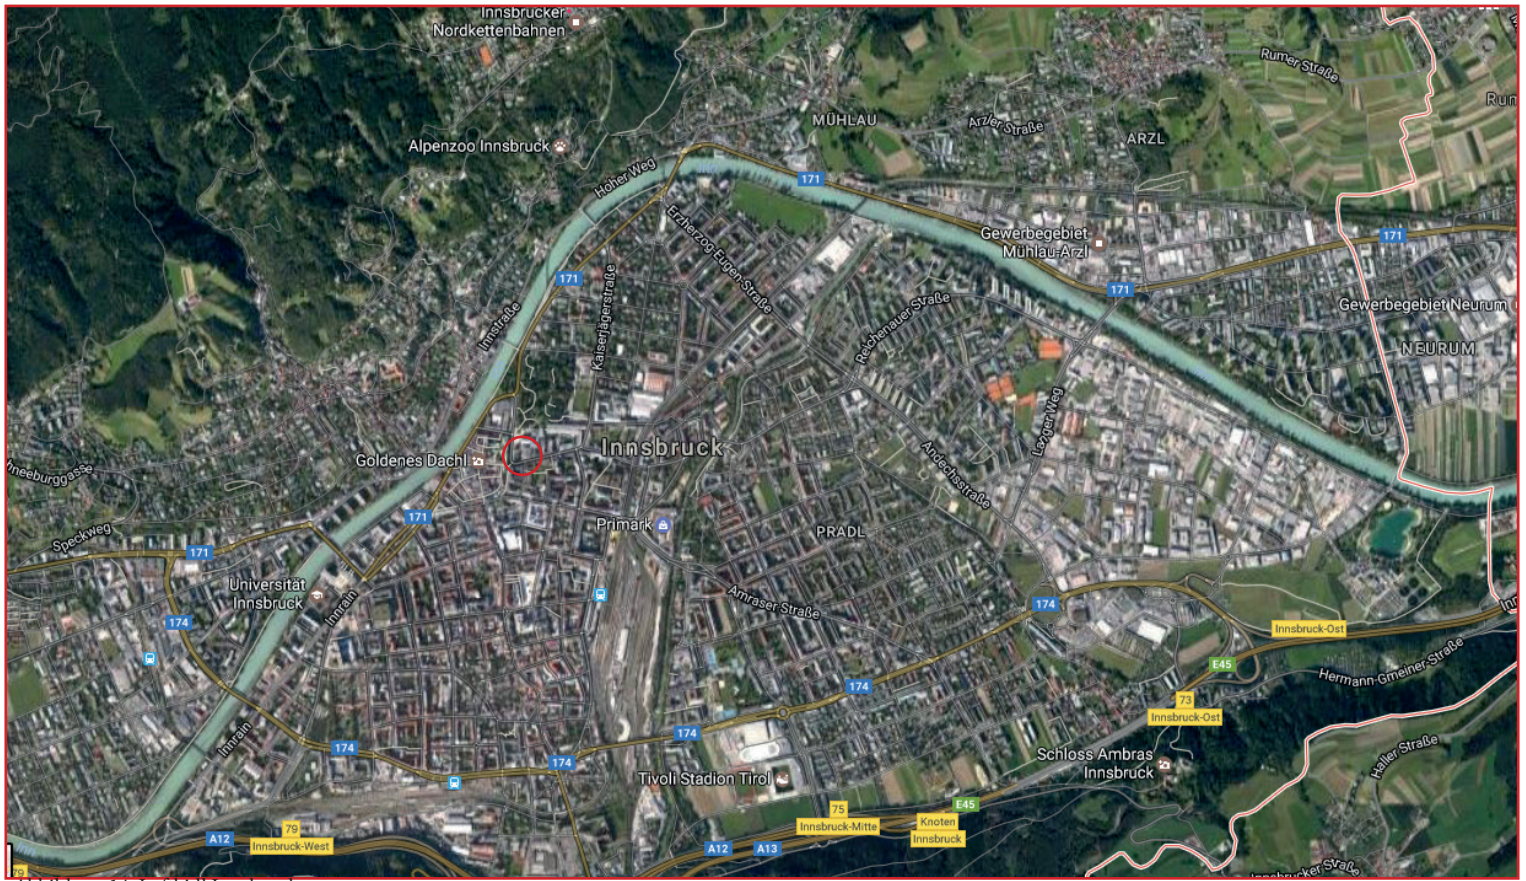 Innsbrucker
Nordkettenbahnen
Rumer Straße
MÜHLAU
Arzler Straße
ARZL
Alpenzoo Innsbruck
Hoher Weg
171
Erzherzog-Eugen-Straße
Gewerbegebiet
Mühlau-Arzl
171
171
171
Kaiserjägerstraße
Innstraße
Reichenauer Straße
Gewerbegebiet Neurum
NEURUM
Langer Weg
Innsbruck
Goldenes Dachl
Andechsstraße
171
Primark
PRADL
Speckweg
171
Universität
Innsbruck
Innrain
Amraser Straße
174
174
Innsbruck-Ost
E45
Hermann-Gmeiner-Straße
174
73
Innsbruck-Ost
Innrain
174
174
174
Haller Straße
Schloss Ambras
Innsbruck
Tivoli Stadion Tirol
E45
75
Innsbruck-Mitte
Knoten
Innsbruck
79
Innsbruck-West
A12
A12
A13
79
Innsbrucker Straße